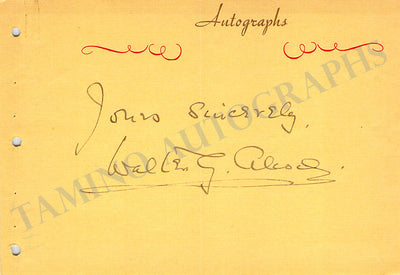 Autographs
Yours sincerely,
Walter G. Alcock.
TAMINO AUTOGRAPHS